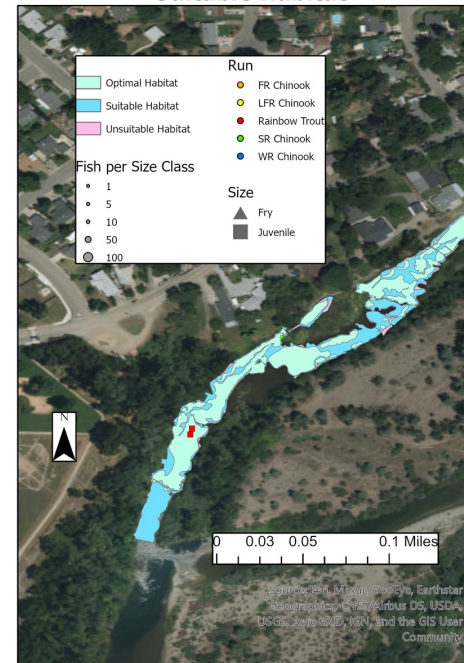 Optimal Habitat
Suitable Habitat
Unsuitable Habitat
Fish per Size Class
1
5
10
50
100
Run
FR Chinook
LFR Chinook
Rainbow Trout
SR Chinook
WR Chinook
Size
Fry
Juvenile
N
0 0.03 0.05 0.1 Miles
Source: Esri, Maxar, GeoEye, Earthstar
Geographics, CNES/Airbus DS, USDA,
USGS, AeroGRID, IGN, and the GIS User
Community